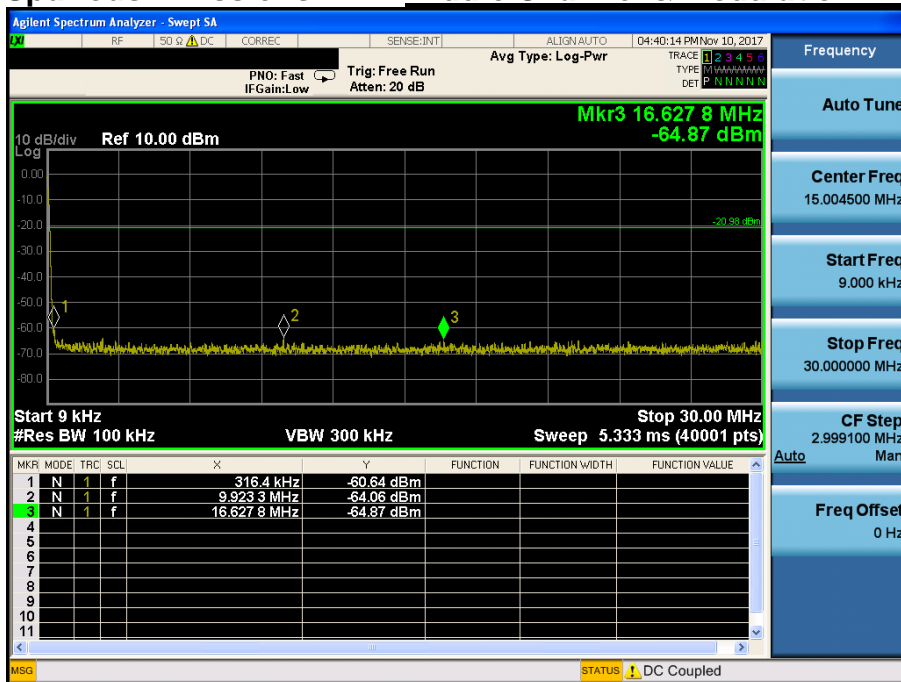 Agilent Spectrum Analyzer - Swept SA
LXI RF 50 Ω DC CORREC SENSE:INT ALIGN AUTO 04:40:14 PM Nov 10, 2017
Frequency
Avg Type: Log-Pwr TRACE 1 2 3 4 5 6
PNO: Fast Trig: Free Run TYPE M W W W W W
IFGain:Low Atten: 20 dB DET P N N N N N
Auto Tune
Mkr3 16.627 8 MHz
10 dB/div Ref 10.00 dBm -64.87 dBm
Log
0.00
-10.0
-20.0
-20.98 dBm
-30.0
-40.0
-50.0
-60.0
-70.0
-80.0
1
2
3
Center Freq
15.004500 MHz
Start Freq
9.000 kHz
Stop Freq
30.000000 MHz
Start 9 kHz Stop 30.00 MHz
#Res BW 100 kHz VBW 300 kHz Sweep 5.333 ms (40001 pts)
CF Step
2.999100 MHz
Auto Man
MKR MODE TRC SCL X Y FUNCTION FUNCTION WIDTH FUNCTION VALUE
1 N 1 f 316.4 kHz -60.64 dBm
2 N 1 f 9.923 3 MHz -64.06 dBm
3 N 1 f 16.627 8 MHz -64.87 dBm
4
5
6
7
8
9
10
11
Freq Offset
0 Hz
MSG STATUS DC Coupled